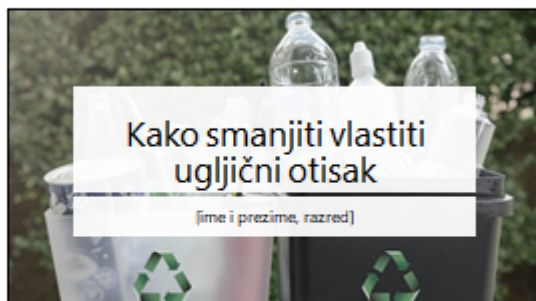 Kako smanjiti vlastiti
ugljični otisak
[ime i prezime, razred]